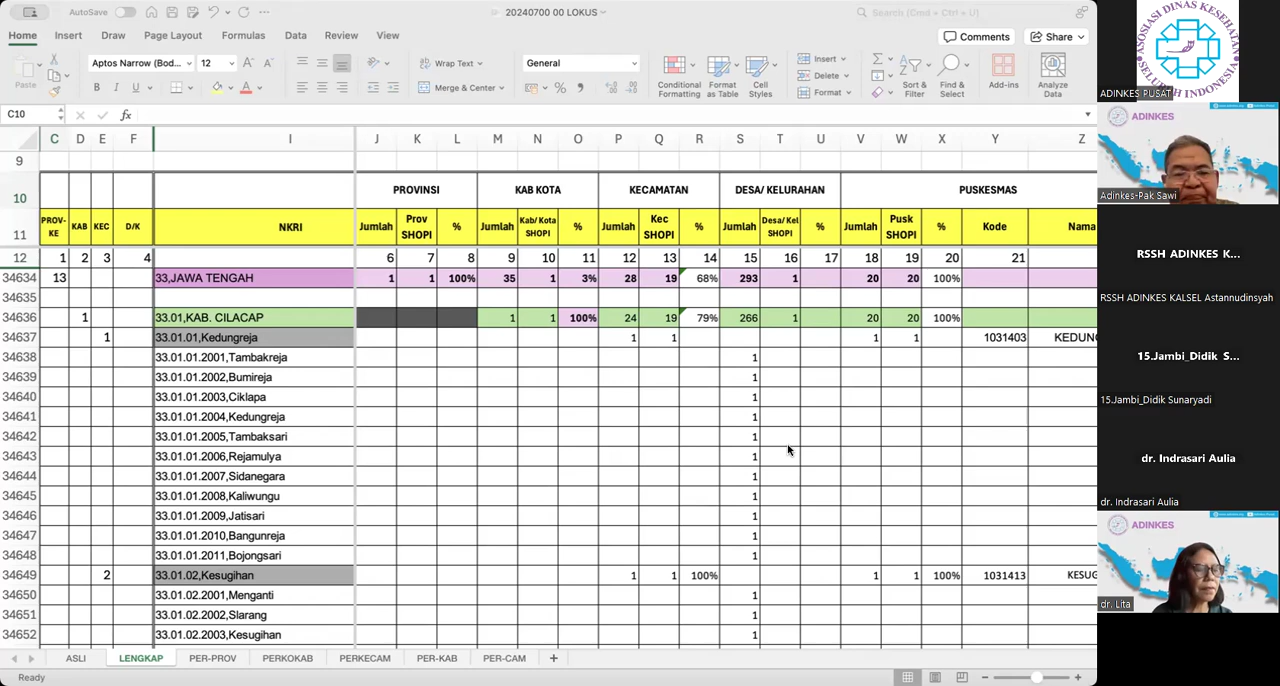 AutoSave
20240700 00 LOKUS
Search (Cmd + Ctrl + U)
Home Insert Draw Page Layout Formulas Data Review View
Comments Share
Paste
Aptos Narrow (Bod... 12
B I U
Wrap Text
Merge & Center
General
Conditional Formatting
Format as Table
Cell Styles
Insert
Delete
Format
Sort & Filter
Find & Select
Add-ins
Analyze Data
C10 fx
C D E F I J K L M N O P Q R S T U V W X Y Z
9
10 PROVINSI KAB KOTA KECAMATAN DESA/ KELURAHAN PUSKESMAS
11 PROV-KE KAB KEC D/K NKRI Jumlah Prov SHOPI % Jumlah Kab/ Kota SHOPI % Jumlah Kec SHOPI % Jumlah Desa/ Kel SHOPI % Jumlah Pusk SHOPI % Kode Nama
12 1 2 3 4 6 7 8 9 10 11 12 13 14 15 16 17 18 19 20 21
34634 13 33,JAWA TENGAH 1 1 100% 35 1 3% 28 19 68% 293 1 20 20 100%
34635
34636 1 33.01,KAB. CILACAP 1 1 100% 24 19 79% 266 1 20 20 100%
34637 1 33.01.01,Kedungreja 1 1 1 1 1031403 KEDUN
34638 33.01.01.2001,Tambakreja 1
34639 33.01.01.2002,Bumireja 1
34640 33.01.01.2003,Ciklapa 1
34641 33.01.01.2004,Kedungreja 1
34642 33.01.01.2005,Tambaksari 1
34643 33.01.01.2006,Rejamulya 1
34644 33.01.01.2007,Sidanegara 1
34645 33.01.01.2008,Kaliwungu 1
34646 33.01.01.2009,Jatisari 1
34647 33.01.01.2010,Bangunreja 1
34648 33.01.01.2011,Bojongsari 1
34649 2 33.01.02,Kesugihan 1 1 100% 1 1 100% 1031413 KESUG
34650 33.01.02.2001,Menganti 1
34651 33.01.02.2002,Slarang 1
34652 33.01.02.2003,Kesugihan 1
ASLI LENGKAP PER-PROV PERKOKAB PERKECAM PER-KAB PER-CAM
Ready
ASOSIASI DINAS KESEHATAN SELURUH INDONESIA
ADINKES PUSAT
ADINKES
Adinkes-Pak Sawi
RSSH ADINKES K...
RSSH ADINKES KALSEL Astannudinsyah
15.Jambi_Didik S...
15.Jambi_Didik Sunaryadi
dr. Indrasari Aulia
dr. Indrasari Aulia
ADINKES
dr. Lita